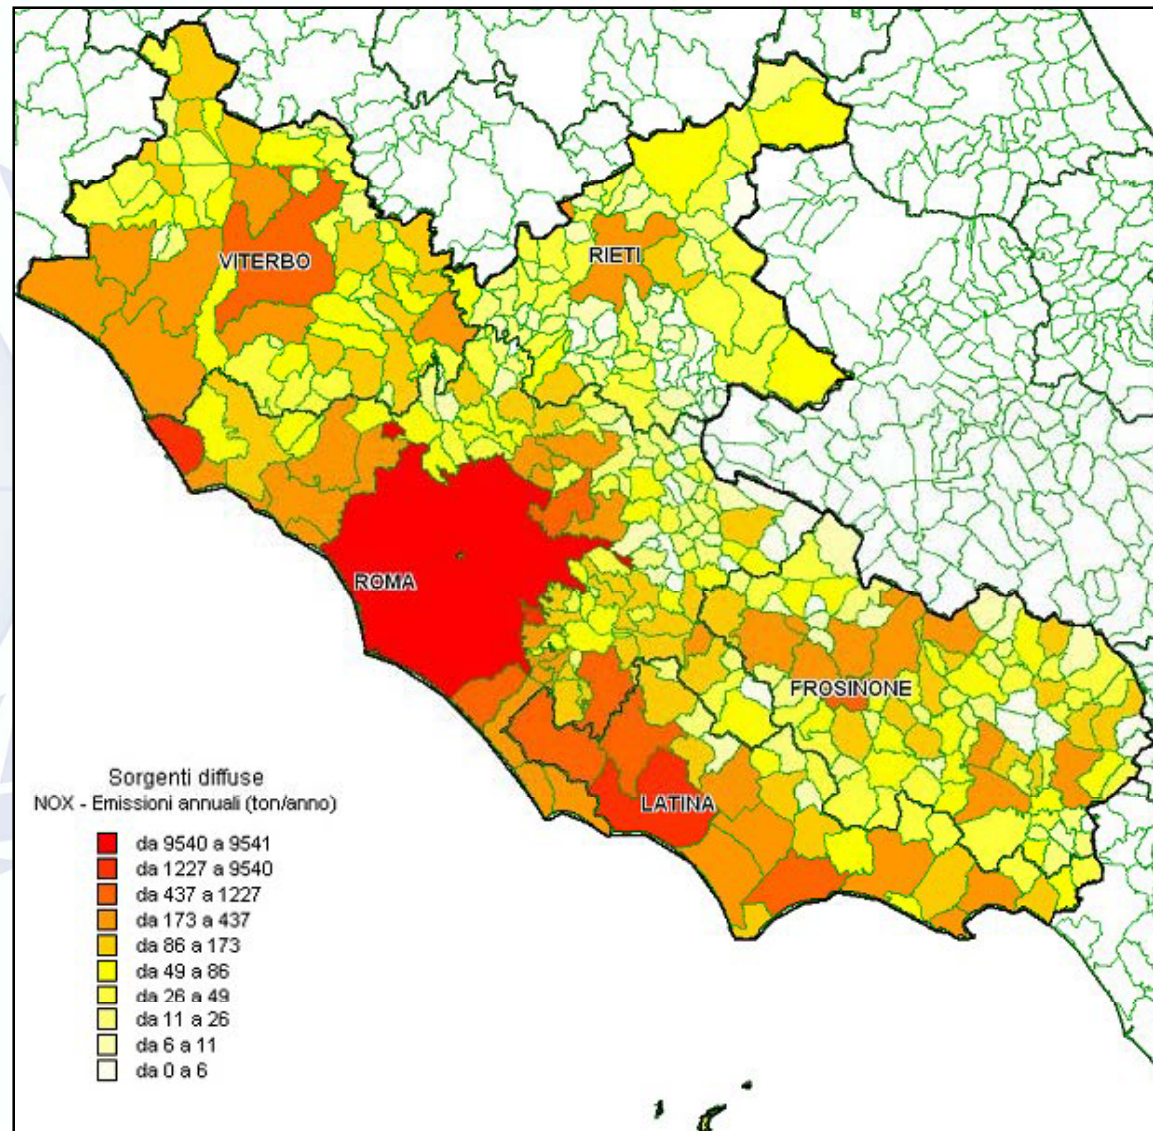 VITERBO
RIETI
ROMA
FROSINONE
LATINA
Sorgenti diffuse
NOX - Emissioni annuali (ton/anno)
da 9540 a 9541
da 1227 a 9540
da 437 a 1227
da 173 a 437
da 86 a 173
da 49 a 86
da 26 a 49
da 11 a 26
da 6 a 11
da 0 a 6